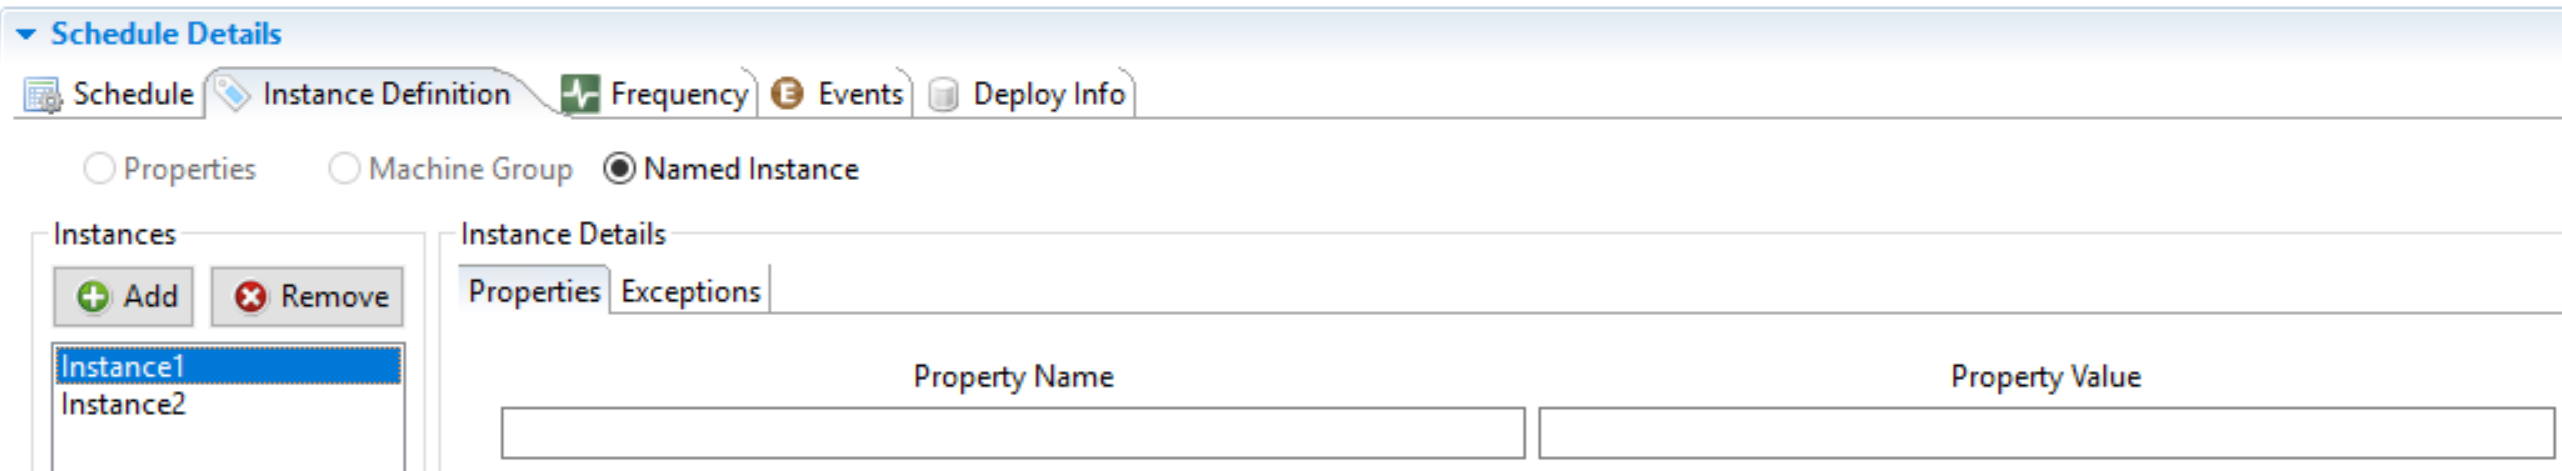 Schedule Details
Schedule Instance Definition Frequency E Events Deploy Info
Properties Machine Group Named Instance
Instances Instance Details
Add Remove Properties Exceptions
Instance1 Property Name Property Value
Instance2